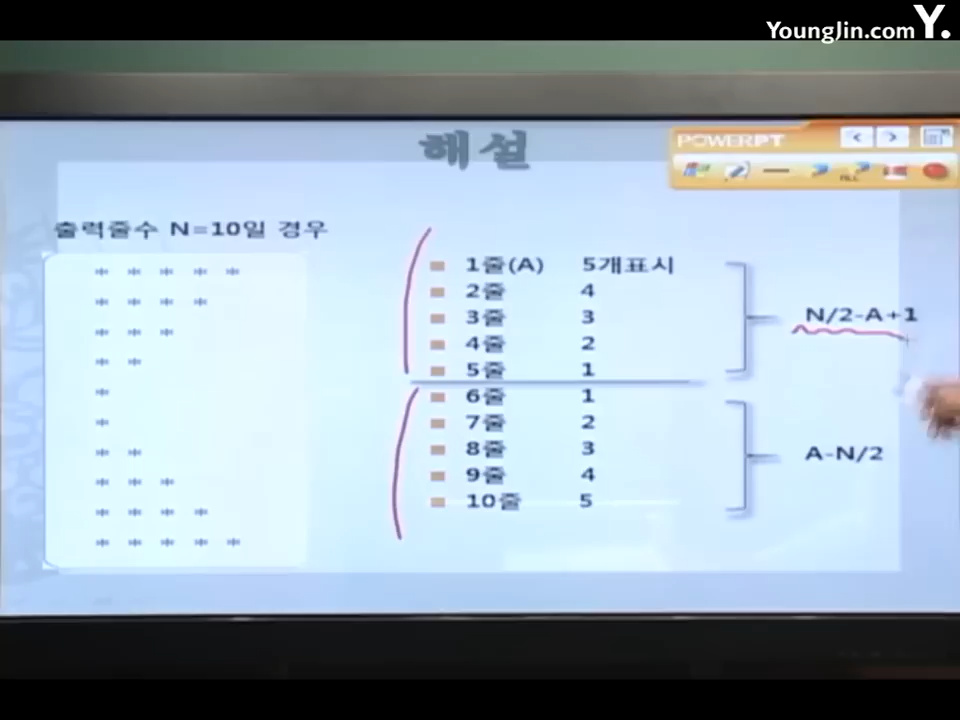 YoungJin.com Y.
해설
POWERPT
출력줄수 N=10일 경우
* * * * *
* * * *
* * *
* *
*
*
* *
* * *
* * * *
* * * * *
1줄(A) 5개표시
2줄 4
3줄 3
4줄 2
5줄 1
6줄 1
7줄 2
8줄 3
9줄 4
10줄 5
N/2-A+1
A-N/2